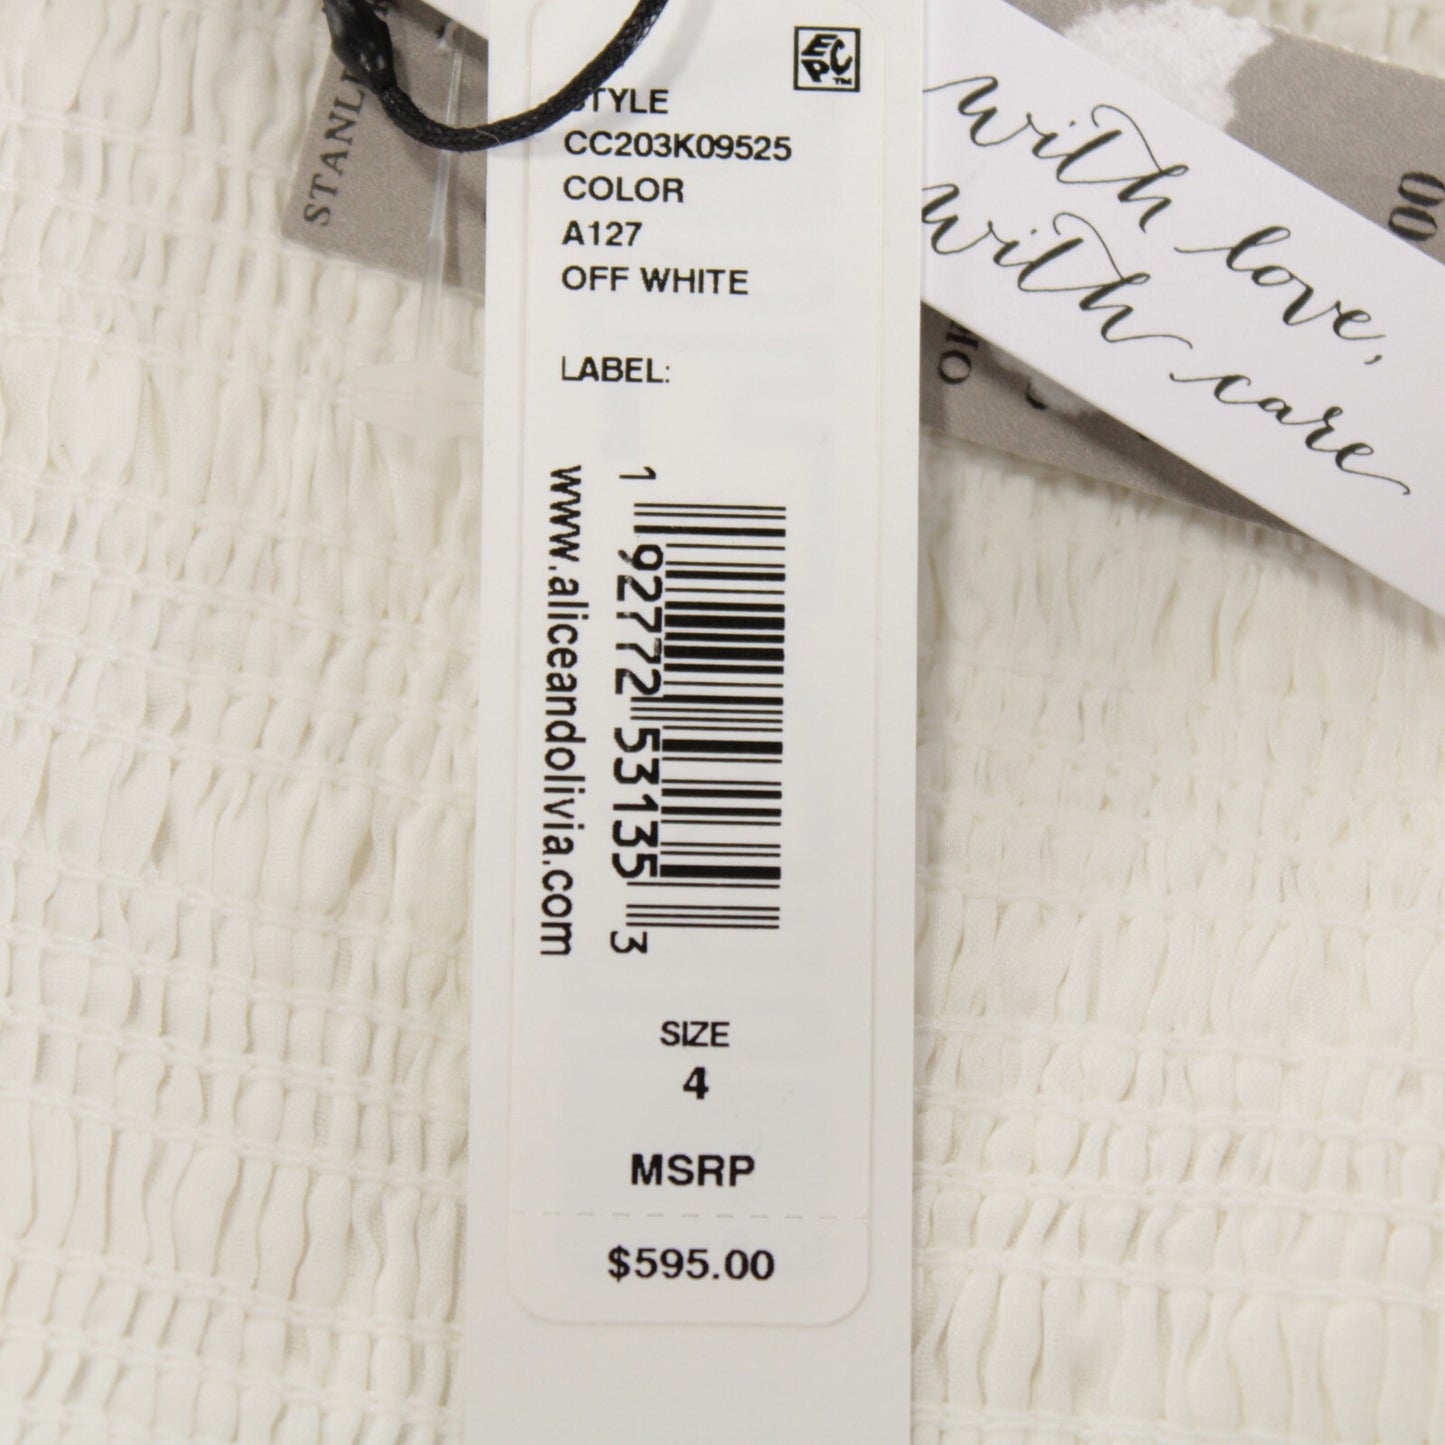 ECP™
STYLE
CC203K09525
COLOR
A127
OFF WHITE
LABEL:
1 92772 53135 3
www.aliceandolivia.com
SIZE
4
MSRP
$595.00
with love,
with care